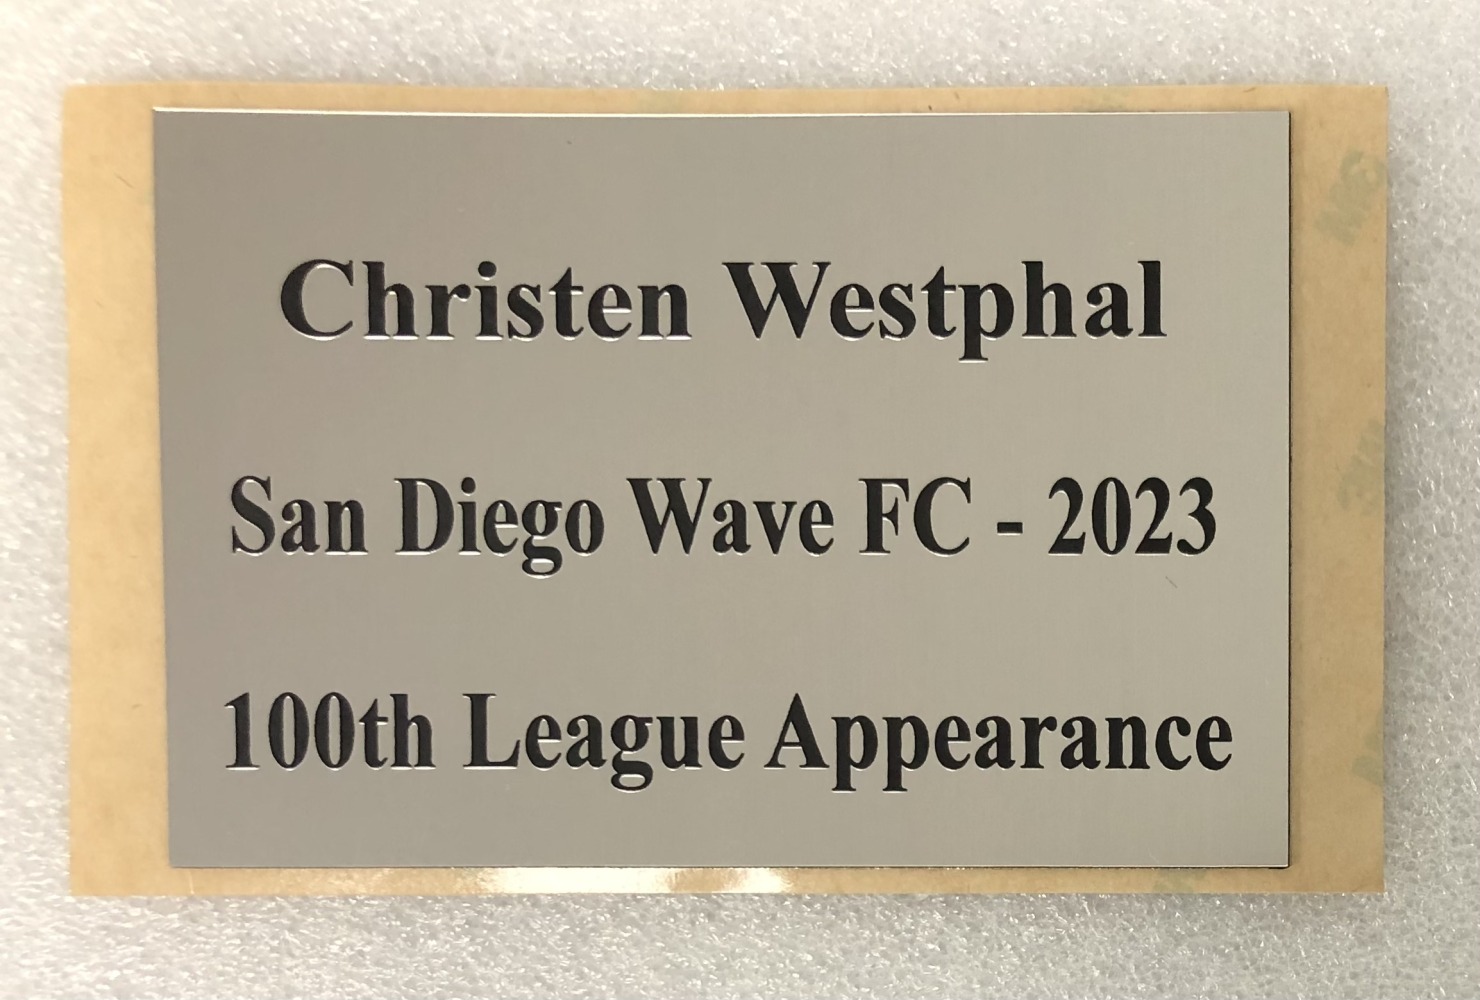 Christen Westphal
San Diego Wave FC - 2023
100th League Appearance